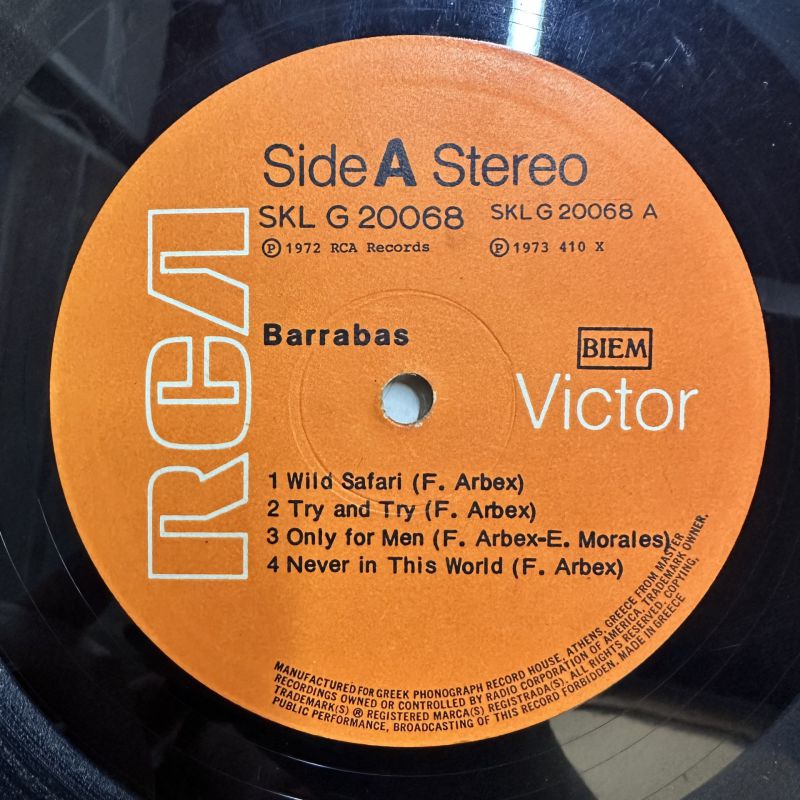 Side A Stereo
SKL G 20068 SKL G 20068 A
Ⓟ 1972 RCA Records Ⓟ 1973 410 X
RCA
Barrabas
BIEM
Victor
1 Wild Safari (F. Arbex)
2 Try and Try (F. Arbex)
3 Only for Men (F. Arbex-E. Morales)
4 Never in This World (F. Arbex)
MANUFACTURED FOR GREEK PHONOGRAPH RECORD HOUSE, ATHENS, GREECE FROM MASTER
RECORDINGS OWNED OR CONTROLLED BY RADIO CORPORATION OF AMERICA, TRADEMARK OWNER.
TRADEMARK(S) ® REGISTERED MARCA(S) REGISTRADA(S). ALL RIGHTS RESERVED. COPYING,
PUBLIC PERFORMANCE, BROADCASTING OF THIS RECORD FORBIDDEN. MADE IN GREECE